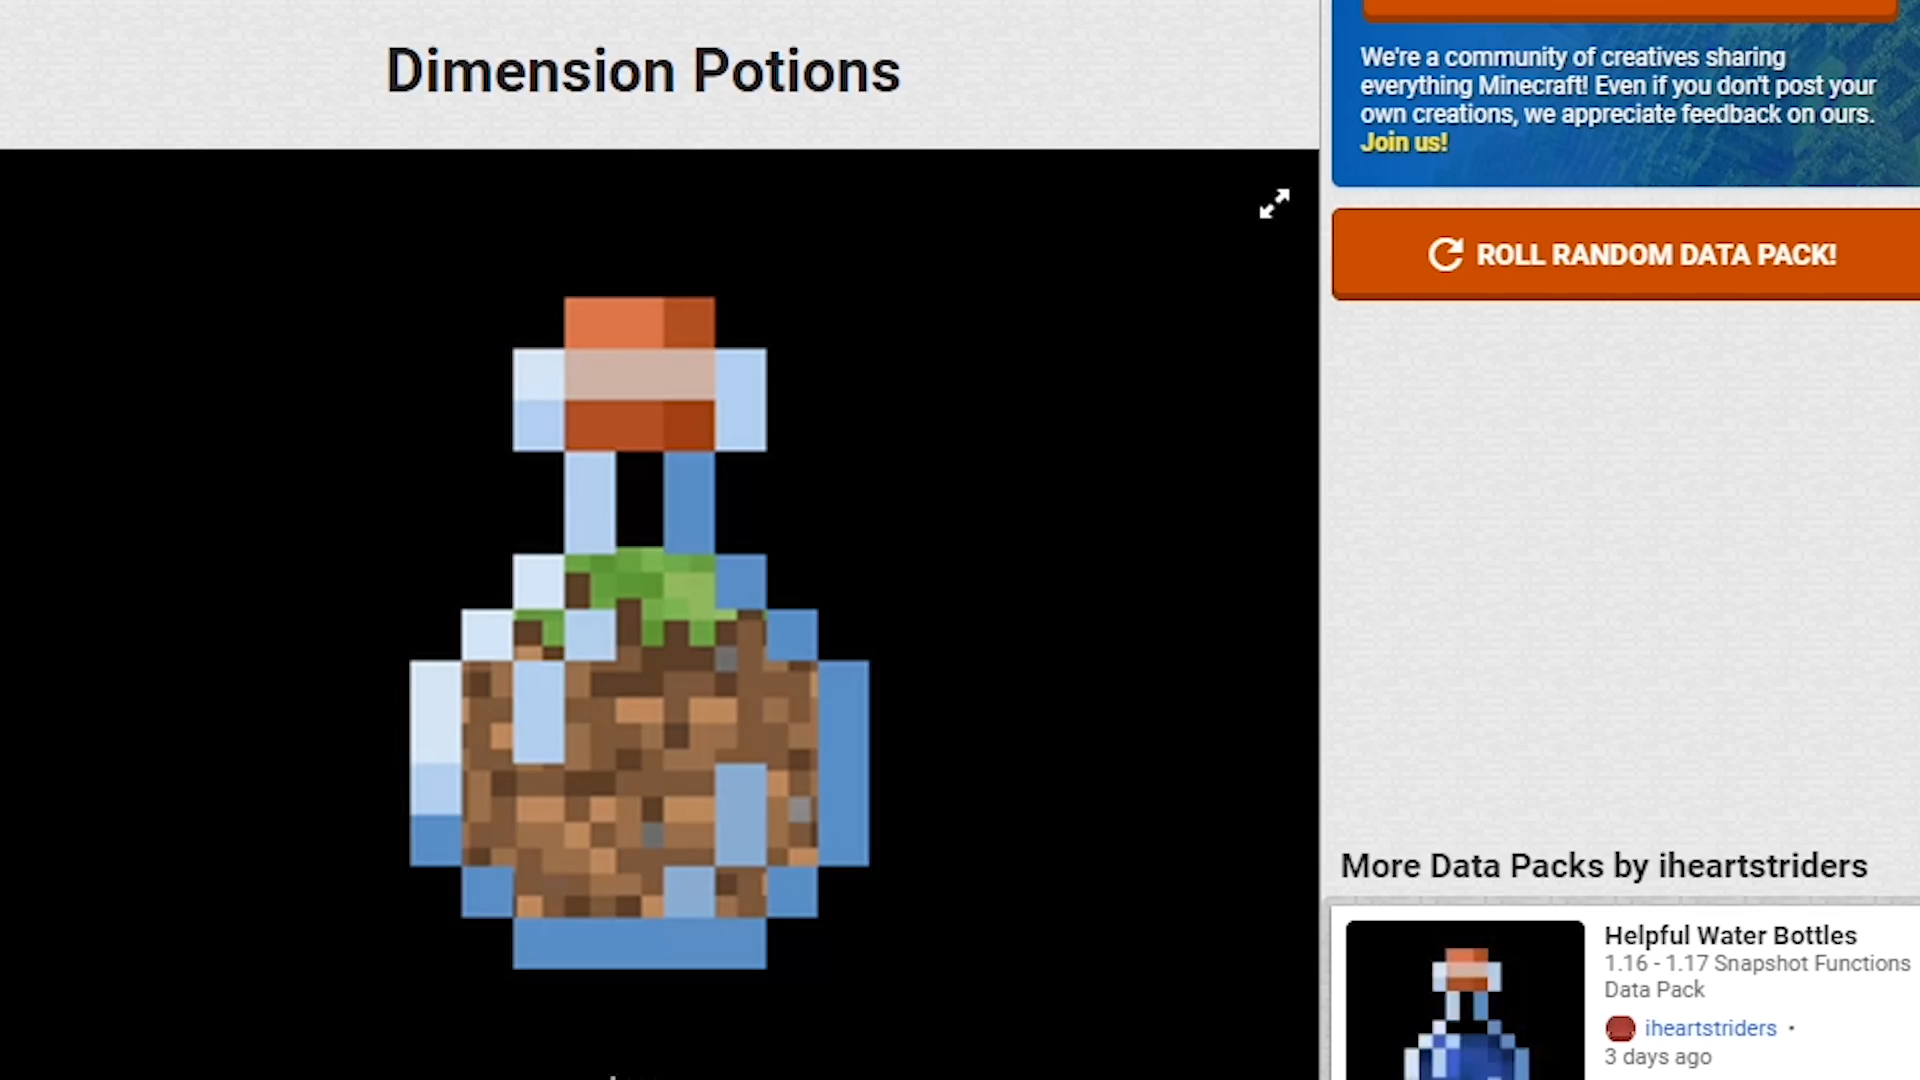 Dimension Potions
We're a community of creatives sharing
everything Minecraft! Even if you don't post your
own creations, we appreciate feedback on ours.
Join us!
ROLL RANDOM DATA PACK!
More Data Packs by iheartstriders
Helpful Water Bottles
1.16 - 1.17 Snapshot Functions
Data Pack
iheartstriders •
3 days ago